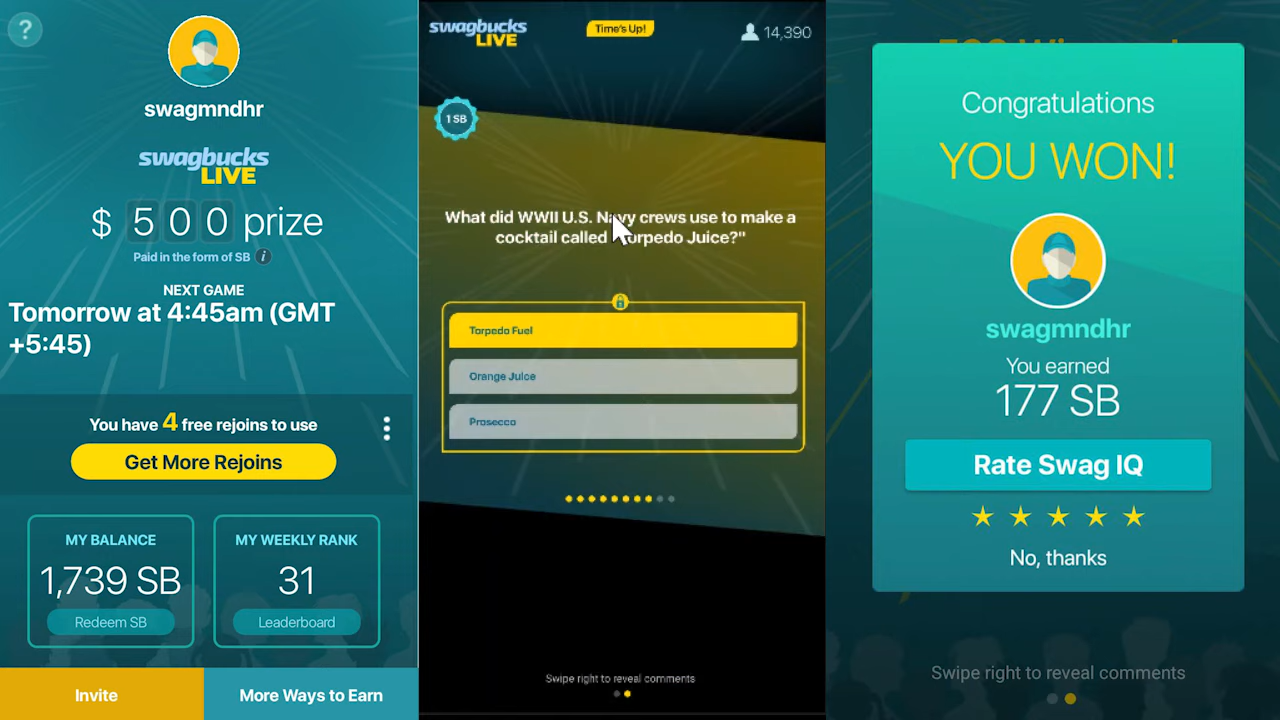 ?
swagmndhr
swagbucks
LIVE
$ 500 prize
Paid in the form of SB i
NEXT GAME
Tomorrow at 4:45am (GMT
+5:45)
You have 4 free rejoins to use
Get More Rejoins
MY BALANCE
1,739 SB
Redeem SB
MY WEEKLY RANK
31
Leaderboard
Invite
More Ways to Earn
swagbucks
LIVE
Time's Up!
14,390
1 SB
What did WWII U.S. Navy crews use to make a
cocktail called "Torpedo Juice?"
Torpedo Fuel
Orange Juice
Prosecco
Swipe right to reveal comments
Congratulations
YOU WON!
swagmndhr
You earned
177 SB
Rate Swag IQ
No, thanks
Swipe right to reveal comments